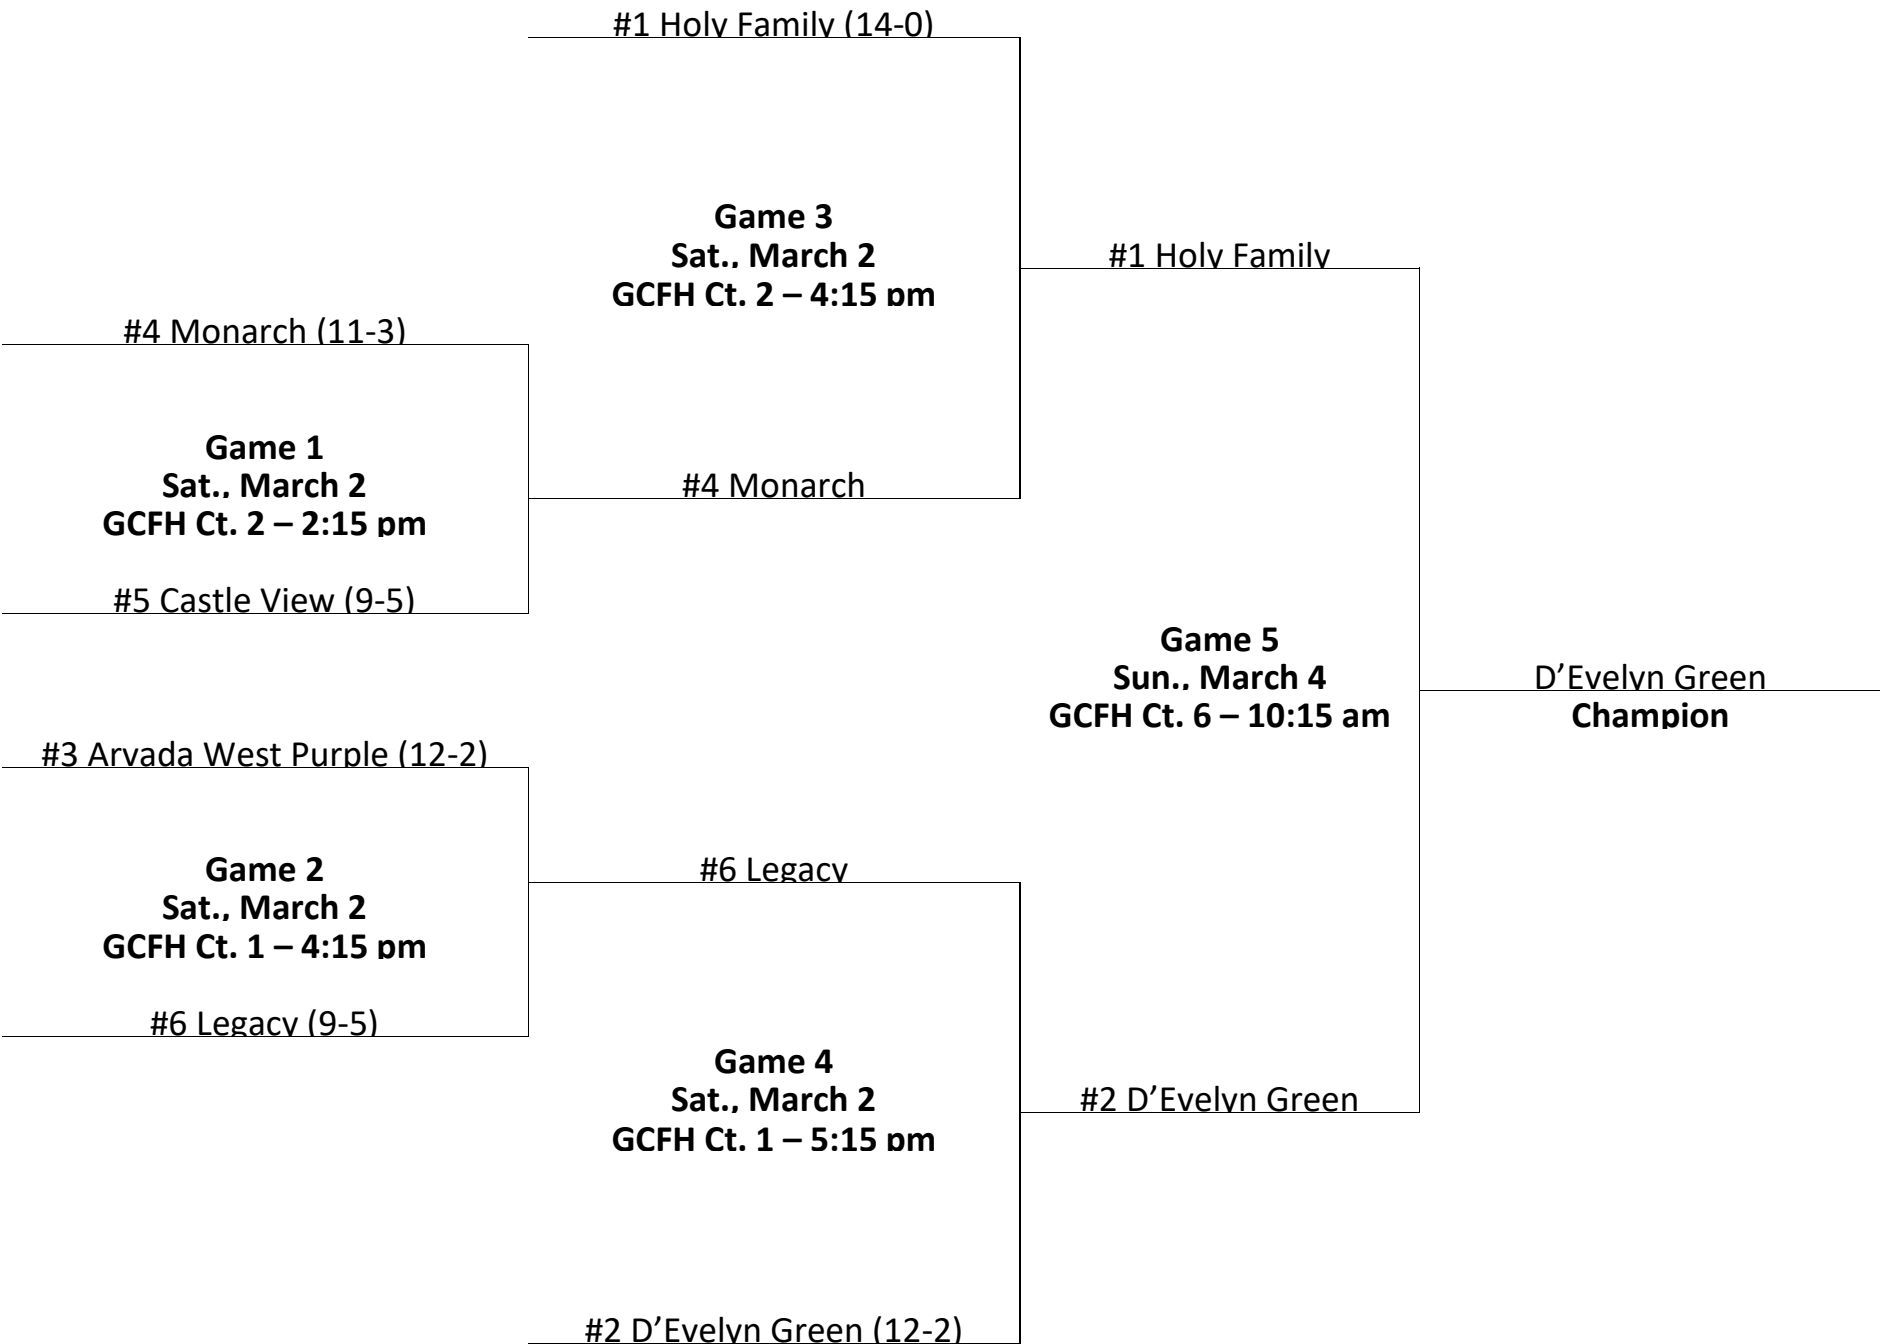 #1 Holy Family (14-0)
Game 3
Sat., March 2
GCFH Ct. 2 – 4:15 pm
#1 Holy Family
#4 Monarch (11-3)
Game 1
Sat., March 2
GCFH Ct. 2 – 2:15 pm
#4 Monarch
#5 Castle View (9-5)
Game 5
Sun., March 4
GCFH Ct. 6 – 10:15 am
D’Evelyn Green
Champion
#3 Arvada West Purple (12-2)
Game 2
Sat., March 2
GCFH Ct. 1 – 4:15 pm
#6 Legacy
#6 Legacy (9-5)
Game 4
Sat., March 2
GCFH Ct. 1 – 5:15 pm
#2 D’Evelyn Green
#2 D’Evelyn Green (12-2)